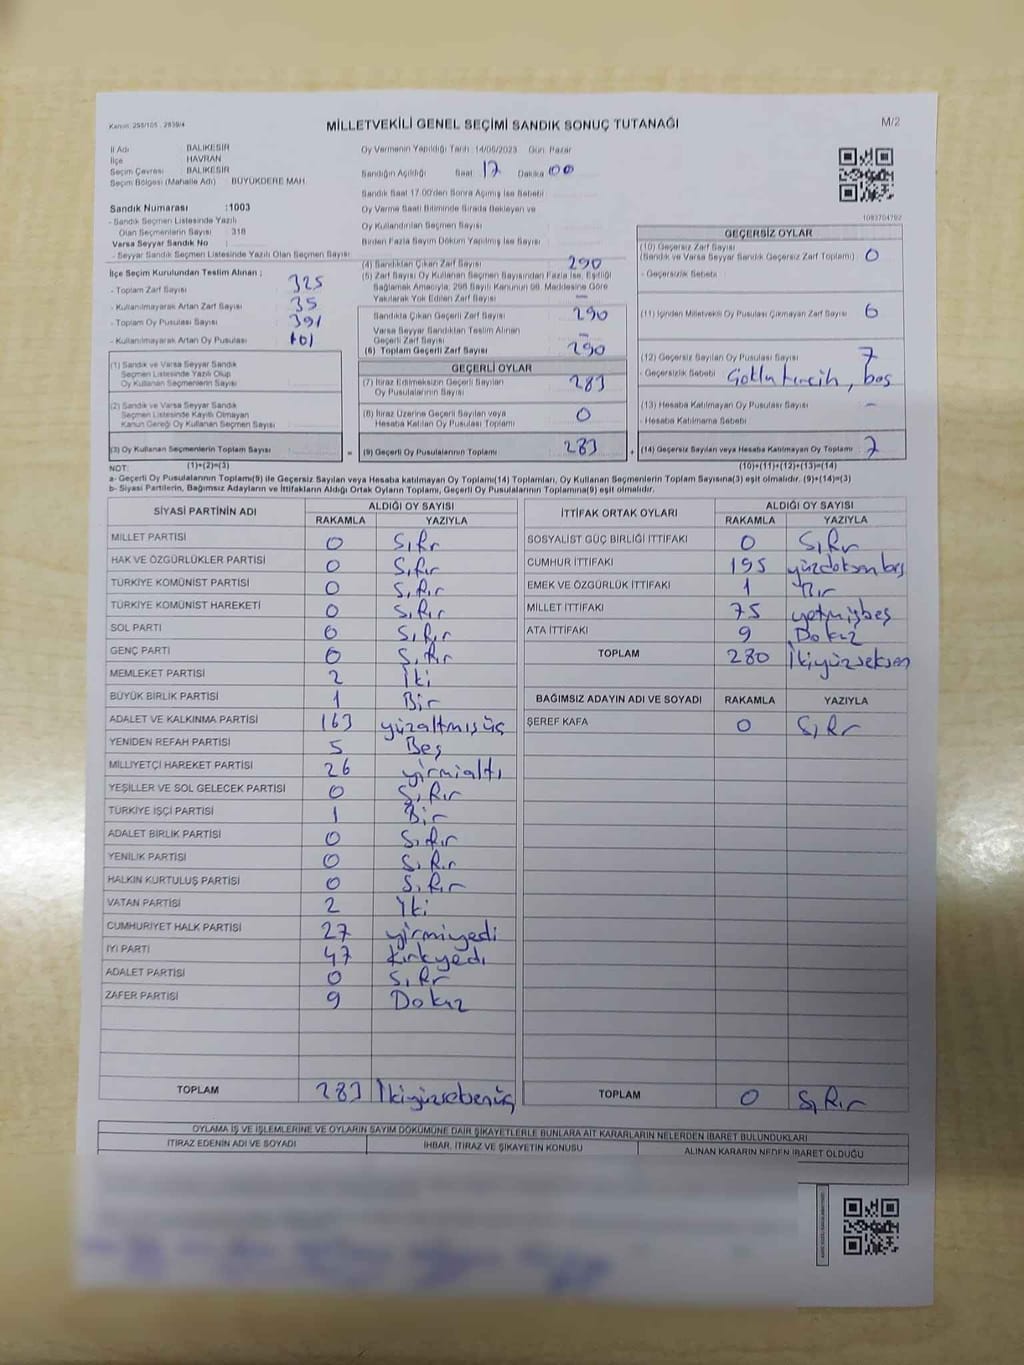 Kanun: 298/105 , 2839/4
MİLLETVEKİLİ GENEL SEÇİMİ SANDIK SONUÇ TUTANAĞI
M/2
İl Adı BALIKESİR
İlçe HAVRAN
Seçim Çevresi BALIKESİR
Seçim Bölgesi (Mahalle Adı) BÜYÜKDERE MAH.
Oy Vermenin Yapıldığı Tarih :14/05/2023 Gün: Pazar
Sandığın Açıldığı Saat 17 Dakika 00
Sandık Saat 17.00'den Sonra Açılmış İse Sebebi
Oy Verme Saati Bitiminde Sırada Bekleyen ve
Oy Kullandırılan Seçmen Sayısı
Birden Fazla Sayım Döküm Yapılmış İse Sayısı
Sandık Numarası :1003
- Sandık Seçmen Listesinde Yazılı
Olan Seçmenlerin Sayısı : 318
Varsa Seyyar Sandık No
- Seyyar Sandık Seçmen Listesinde Yazılı Olan Seçmen Sayısı
1093704792
İlçe Seçim Kurulundan Teslim Alınan ;
- Toplam Zarf Sayısı 325
- Kullanılmayarak Artan Zarf Sayısı 35
- Toplam Oy Pusulası Sayısı 391
- Kullanılmayarak Artan Oy Pusulası 101
(1) Sandık ve Varsa Seyyar Sandık
Seçmen Listesinde Yazılı Olup
Oy Kullanan Seçmenlerin Sayısı
(2) Sandık ve Varsa Seyyar Sandık
Seçmen Listesinde Kayıtlı Olmayan
Kanun Gereği Oy Kullanan Seçmen Sayısı
(3) Oy Kullanan Seçmenlerin Toplam Sayısı =
(4) Sandıktan Çıkan Zarf Sayısı 290
(5) Zarf Sayısı Oy Kullanan Seçmen Sayısından Fazla İse, Eşitliği
Sağlamak Amacıyla; 298 Sayılı Kanunun 98. Maddesine Göre
Yakılarak Yok Edilen Zarf Sayısı –
Sandıkta Çıkan Geçerli Zarf Sayısı 290
Varsa Seyyar Sandıktan Teslim Alınan
Geçerli Zarf Sayısı –
(6) Toplam Geçerli Zarf Sayısı 290
GEÇERLİ OYLAR
(7) İtiraz Edilmeksizin Geçerli Sayılan
Oy Pusulalarının Sayısı 283
(8) İtiraz Üzerine Geçerli Sayılan veya
Hesaba Katılan Oy Pusulası Toplamı 0
(9) Geçerli Oy Pusulalarının Toplamı 283 +
GEÇERSİZ OYLAR
(10) Geçersiz Zarf Sayısı
(Sandık ve Varsa Seyyar Sandık Geçersiz Zarf Toplamı) 0
- Geçersizlik Sebebi
(11) İçinden Milletvekili Oy Pusulası Çıkmayan Zarf Sayısı 6
(12) Geçersiz Sayılan Oy Pusulası Sayısı 7
- Geçersizlik Sebebi Çoklu tercih, boş
(13) Hesaba Katılmayan Oy Pusulası Sayısı –
- Hesaba Katılmama Sebebi
(14) Geçersiz Sayılan veya Hesaba Katılmayan Oy Toplamı 7
NOT: (1)+(2)=(3) (10)+(11)+(12)+(13)=(14)
a- Geçerli Oy Pusulalarının Toplamı(9) ile Geçersiz Sayılan veya Hesaba katılmayan Oy Toplamı(14) Toplamları, Oy Kullanan Seçmenlerin Toplam Sayısına(3) eşit olmalıdır. (9)+(14)=(3)
b- Siyasi Partilerin, Bağımsız Adayların ve İttifakların Aldığı Ortak Oyların Toplamı, Geçerli Oy Pusulalarının Toplamına(9) eşit olmalıdır.
SİYASİ PARTİNİN ADI ALDIĞI OY SAYISI
RAKAMLA YAZIYLA
MİLLET PARTİSİ 0 Sıfır
HAK VE ÖZGÜRLÜKLER PARTİSİ 0 Sıfır
TÜRKİYE KOMÜNİST PARTİSİ 0 Sıfır
TÜRKİYE KOMÜNİST HAREKETİ 0 Sıfır
SOL PARTİ 0 Sıfır
GENÇ PARTİ 0 Sıfır
MEMLEKET PARTİSİ 2 İki
BÜYÜK BİRLİK PARTİSİ 1 Bir
ADALET VE KALKINMA PARTİSİ 163 yüzaltmışüç
YENİDEN REFAH PARTİSİ 5 Beş
MİLLİYETÇİ HAREKET PARTİSİ 26 yirmialtı
YEŞİLLER VE SOL GELECEK PARTİSİ 0 Sıfır
TÜRKİYE İŞÇİ PARTİSİ 1 Bir
ADALET BİRLİK PARTİSİ 0 Sıfır
YENİLİK PARTİSİ 0 Sıfır
HALKIN KURTULUŞ PARTİSİ 0 Sıfır
VATAN PARTİSİ 2 İki
CUMHURİYET HALK PARTİSİ 27 yirmiyedi
İYİ PARTİ 47 Kırkyedi
ADALET PARTİSİ 0 Sıfır
ZAFER PARTİSİ 9 Dokuz
TOPLAM 283 İkiyüzseksenüç
İTTİFAK ORTAK OYLARI ALDIĞI OY SAYISI
RAKAMLA YAZIYLA
SOSYALİST GÜÇ BİRLİĞİ İTTİFAKI 0 Sıfır
CUMHUR İTTİFAKI 195 yüzdoksanbeş
EMEK VE ÖZGÜRLÜK İTTİFAKI 1 Bir
MİLLET İTTİFAKI 75 yetmişbeş
ATA İTTİFAKI 9 Dokuz
TOPLAM 280 İkiyüzseksen
BAĞIMSIZ ADAYIN ADI VE SOYADI RAKAMLA YAZIYLA
ŞEREF KAFA 0 Sıfır
TOPLAM 0 Sıfır
OYLAMA İŞ VE İŞLEMLERİNE VE OYLARIN SAYIM DÖKÜMÜNE DAİR ŞİKAYETLERLE BUNLARA AİT KARARLARIN NELERDEN İBARET BULUNDUKLARI
İTİRAZ EDENİN ADI VE SOYADI İHBAR, İTİRAZ VE ŞİKAYETİN KONUSU ALINAN KARARIN NEDEN İBARET OLDUĞU